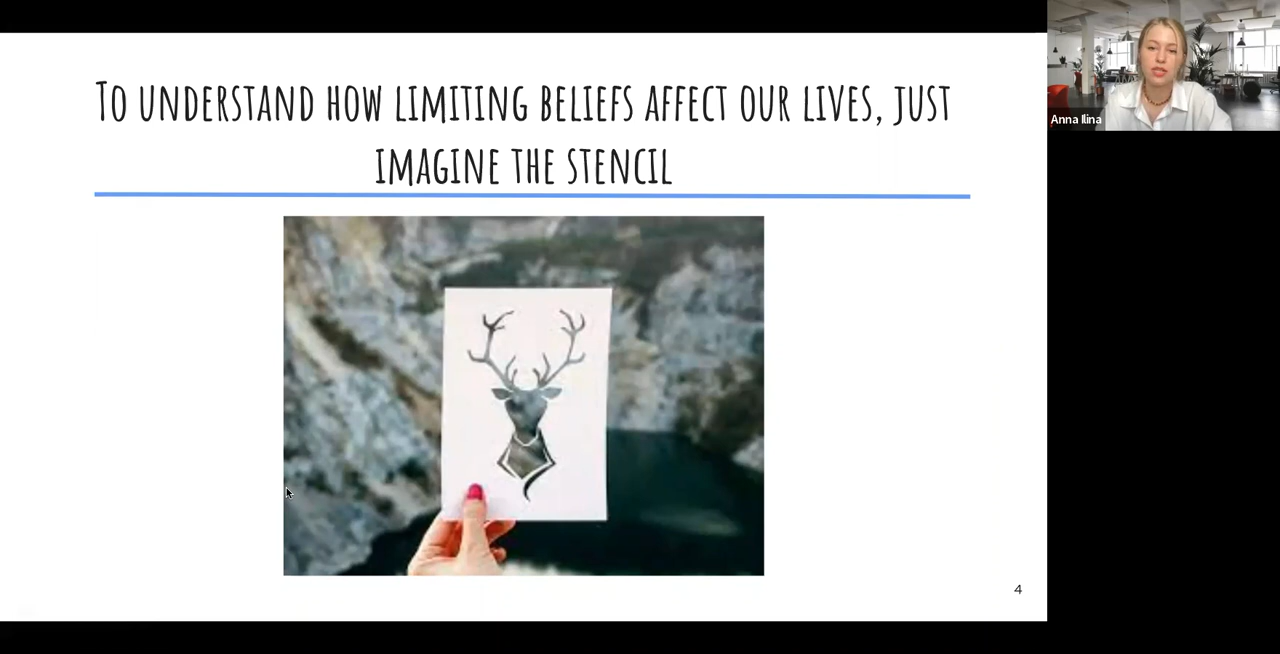 To understand how limiting beliefs affect our lives, just
imagine the stencil
Anna Ilina
4